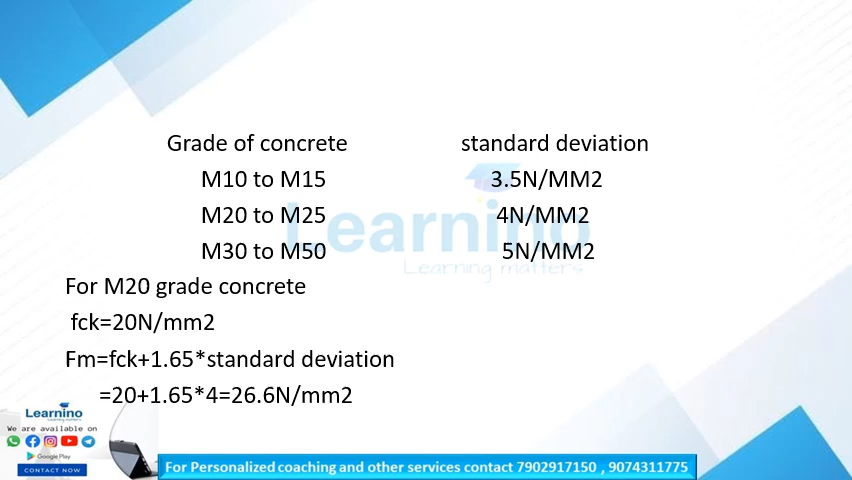 Grade of concrete standard deviation
M10 to M15 3.5N/MM2
M20 to M25 4N/MM2
M30 to M50 5N/MM2
Learnino
Learning matters
For M20 grade concrete
fck=20N/mm2
Fm=fck+1.65*standard deviation
=20+1.65*4=26.6N/mm2
Learnino
Learning matters
We are available on
Google Play
CONTACT NOW
For Personalized coaching and other services contact 7902917150 , 9074311775